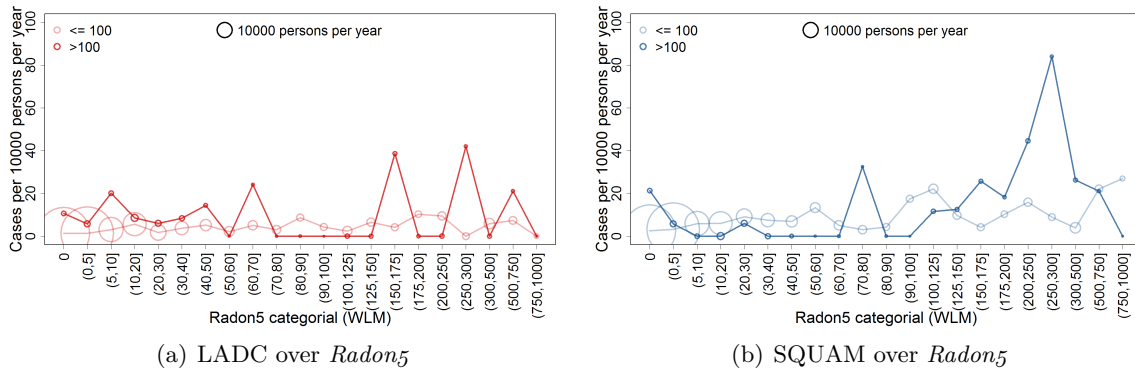 Cases per 10000 persons per year
0 20 40 60 80 100
<= 100
>100
10000 persons per year
0 (0,5] (5,10] (10,20] (20,30] (30,40] (40,50] (50,60] (60,70] (70,80] (80,90] (90,100] (100,125] (125,150] (150,175] (175,200] (200,250] (250,300] (300,500] (500,750] (750,1000]
Radon5 categorial (WLM)
(a) LADC over Radon5
Cases per 10000 persons per year
0 20 40 60 80 100
<= 100
>100
10000 persons per year
0 (0,5] (5,10] (10,20] (20,30] (30,40] (40,50] (50,60] (60,70] (70,80] (80,90] (90,100] (100,125] (125,150] (150,175] (175,200] (200,250] (250,300] (300,500] (500,750] (750,1000]
Radon5 categorial (WLM)
(b) SQUAM over Radon5